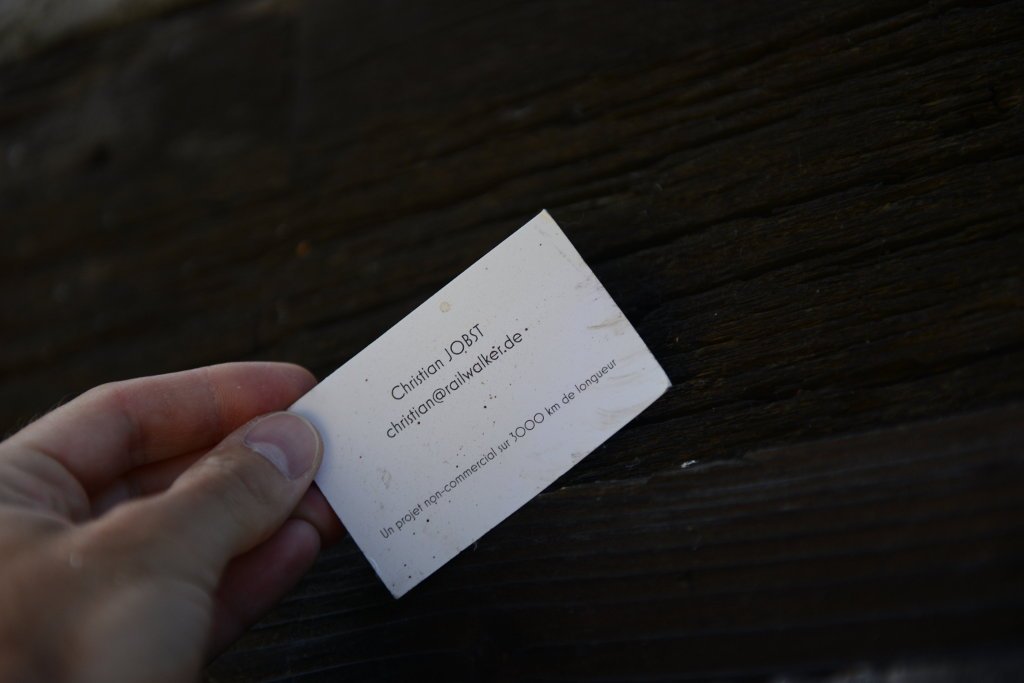 Christian JOBST
christian@railwalker.de
Un projet non-commercial sur 3000 km de longueur